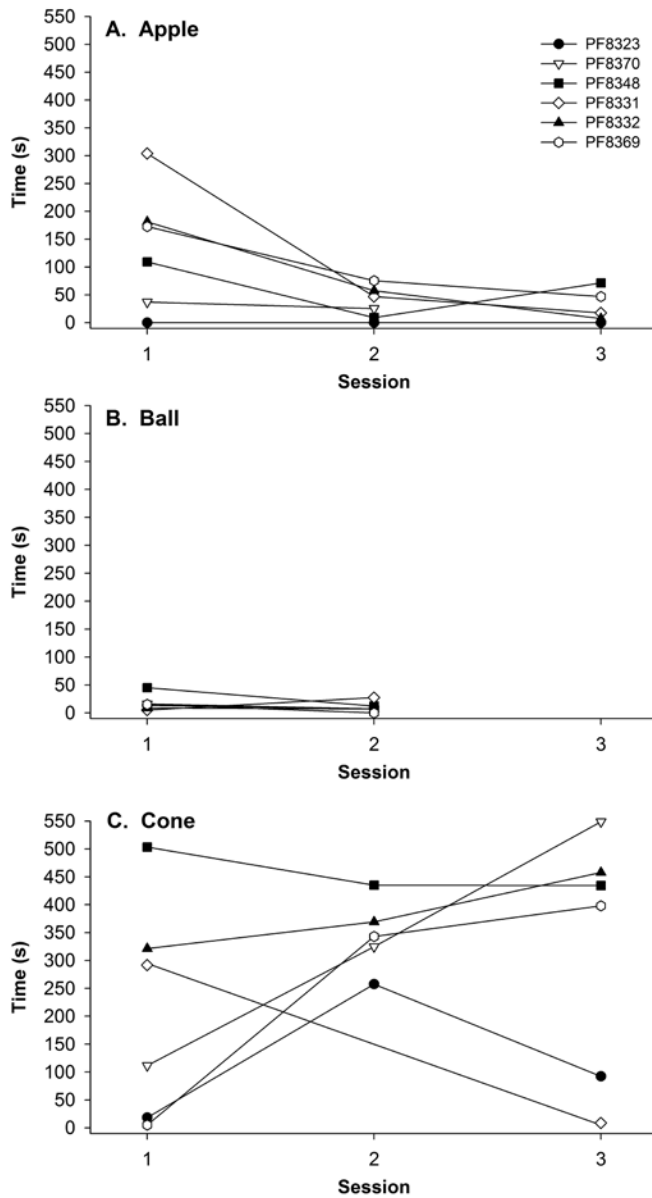 A. Apple
PF8323
PF8370
PF8348
PF8331
PF8332
PF8369
Time (s)
550
500
450
400
350
300
250
200
150
100
50
0
1 2 3
Session
B. Ball
Time (s)
550
500
450
400
350
300
250
200
150
100
50
0
1 2 3
Session
C. Cone
Time (s)
550
500
450
400
350
300
250
200
150
100
50
0
1 2 3
Session